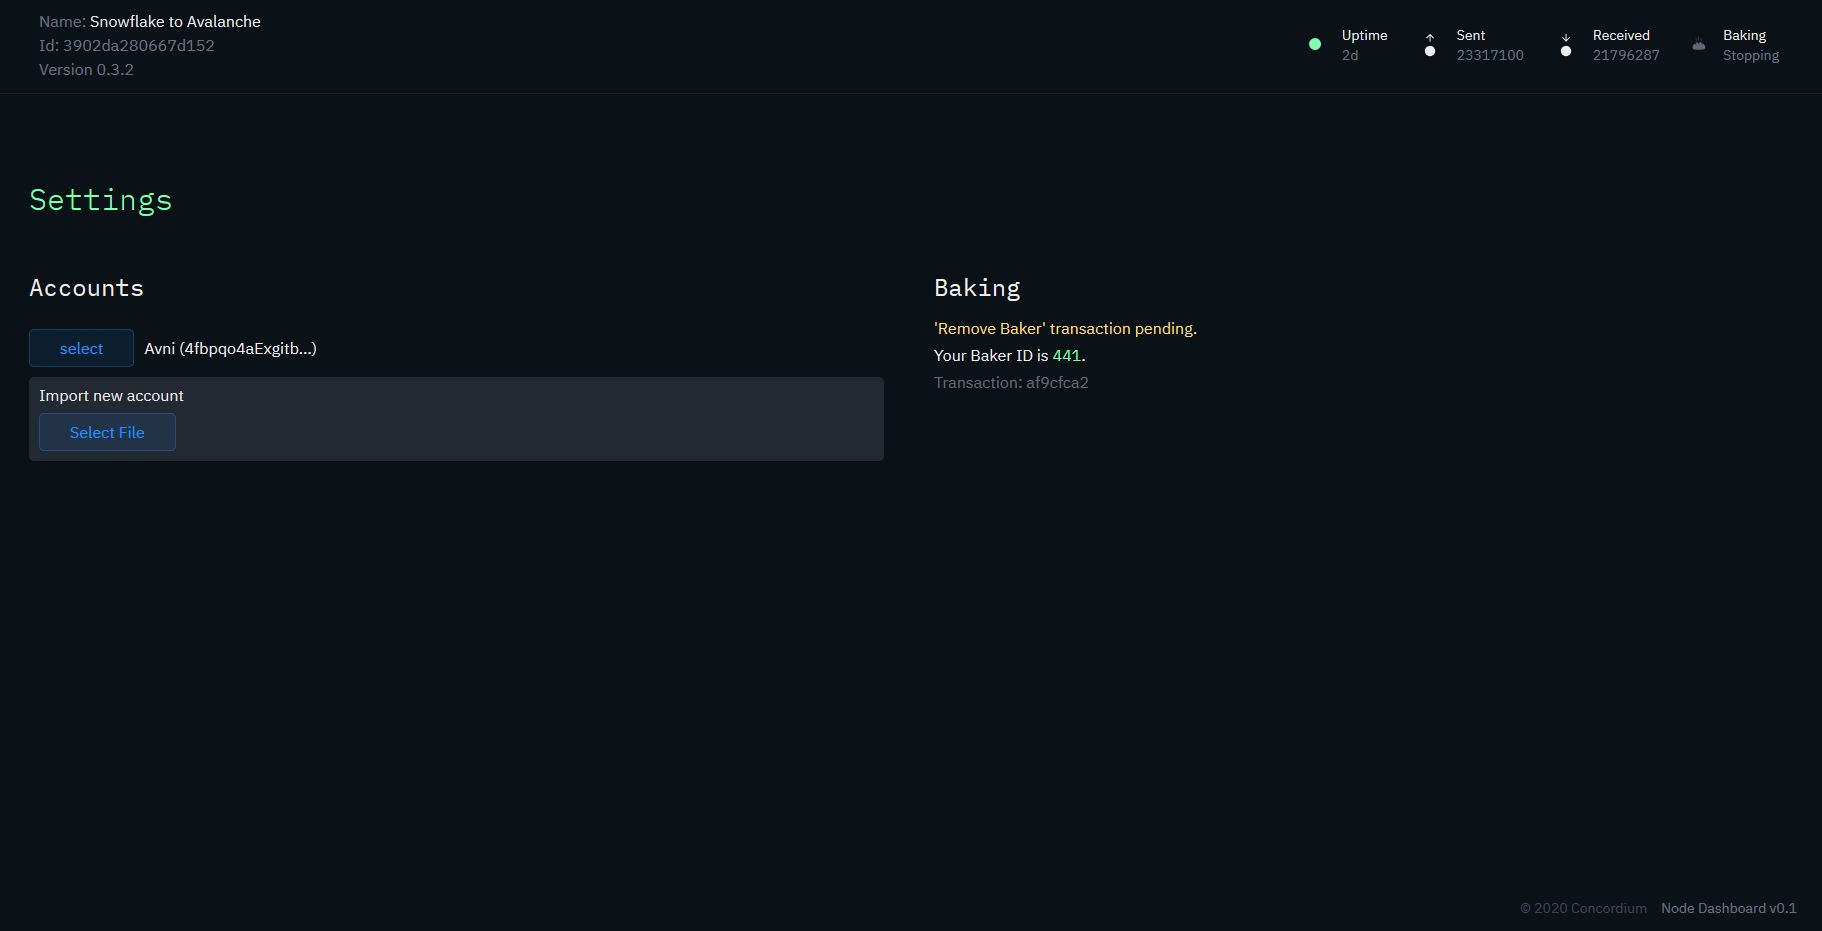 Name: Snowflake to Avalanche
Id: 3902da280667d152
Version 0.3.2
Uptime
2d
Sent
23317100
Received
21796287
Baking
Stopping
Settings
Accounts
select
Avni (4fbpqo4aExgitb...)
Import new account
Select File
Baking
'Remove Baker' transaction pending.
Your Baker ID is 441.
Transaction: af9cfca2
© 2020 Concordium Node Dashboard v0.1